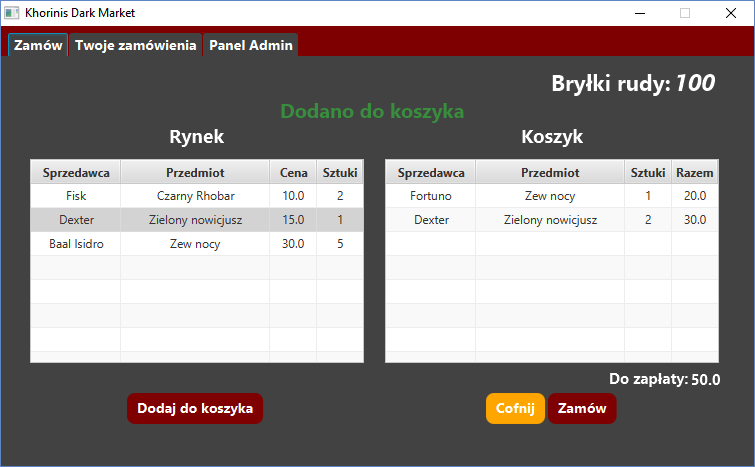 Khorinis Dark Market
Zamów Twoje zamówienia Panel Admin
Bryłki rudy: 100
Dodano do koszyka
Rynek
Sprzedawca Przedmiot Cena Sztuki
Fisk Czarny Rhobar 10.0 2
Dexter Zielony nowicjusz 15.0 1
Baal Isidro Zew nocy 30.0 5
Dodaj do koszyka
Koszyk
Sprzedawca Przedmiot Sztuki Razem
Fortuno Zew nocy 1 20.0
Dexter Zielony nowicjusz 2 30.0
Do zapłaty: 50.0
Cofnij Zamów